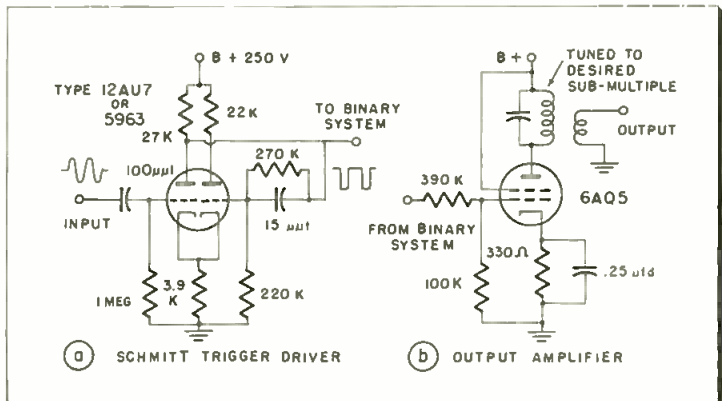 B + 250 V
TYPE 12AU7
OR
5963
22K
27K
TO BINARY
SYSTEM
270 K
100μμf
15 μμf
INPUT
1 MEG
3.9
K
220 K
(a) SCHMITT TRIGGER DRIVER
B +
TUNED TO
DESIRED
SUB-MULTIPLE
OUTPUT
390 K
6AQ5
FROM BINARY
SYSTEM
330Ω
.25 μfd
100K
(b) OUTPUT AMPLIFIER